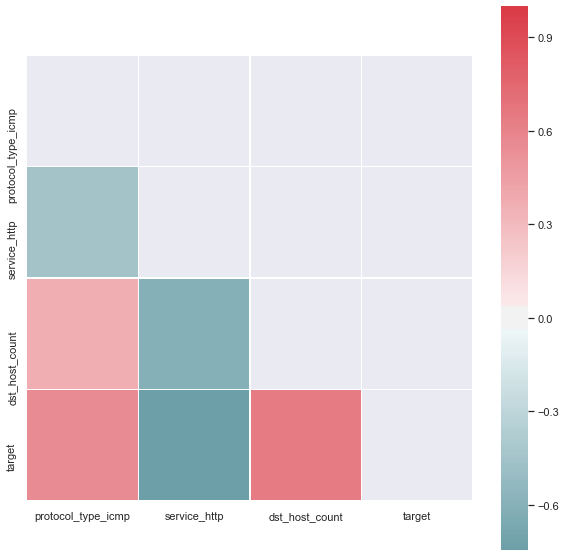 protocol_type_icmp
service_http
dst_host_count
target
protocol_type_icmp
service_http
dst_host_count
target
0.9
0.6
0.3
0.0
−0.3
−0.6